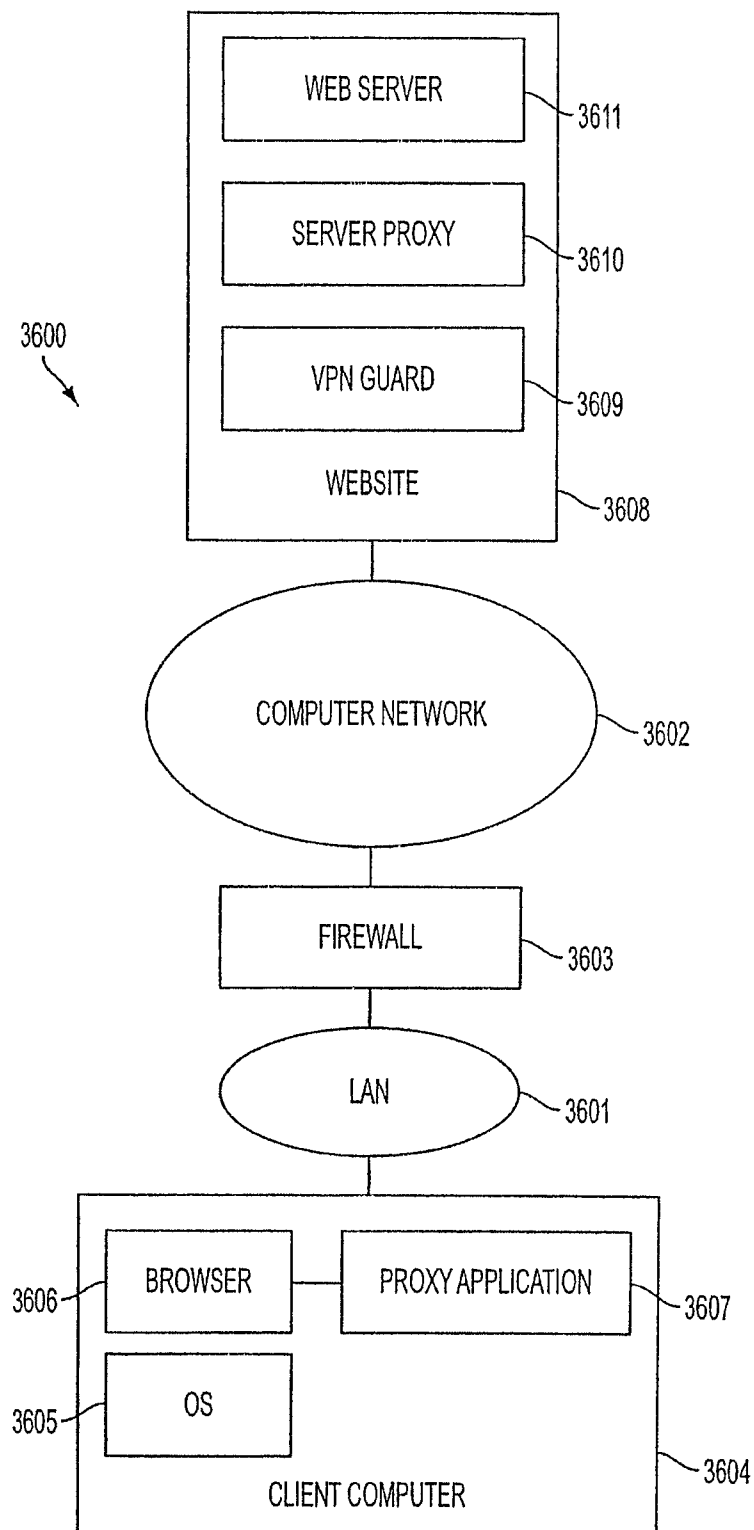 WEB SERVER
3611
SERVER PROXY
3610
3600
VPN GUARD
3609
WEBSITE
3608
COMPUTER NETWORK
3602
FIREWALL
3603
LAN
3601
BROWSER
PROXY APPLICATION
3606
3607
OS
3605
3604
CLIENT COMPUTER